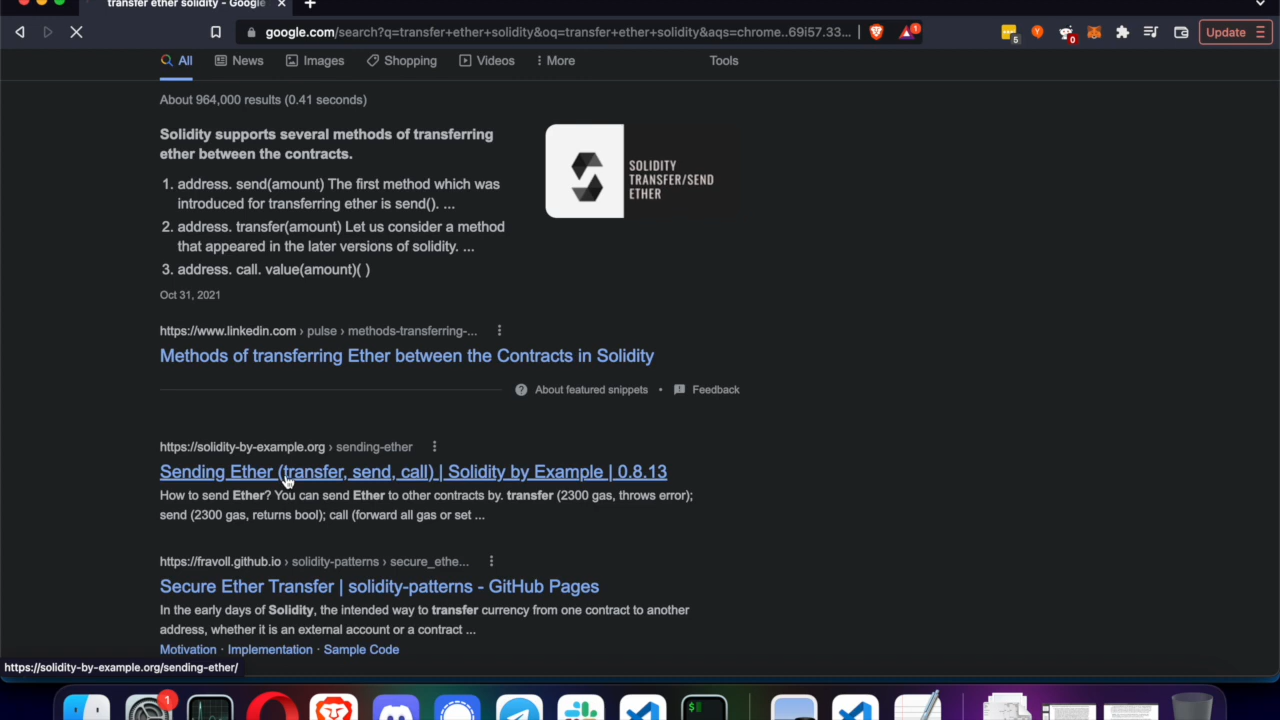 transfer ether solidity - Google
google.com/search?q=transfer+ether+solidity&oq=transfer+ether+solidity&aqs=chrome..69i57.33...
1
5
0
Update
All
News
Images
Shopping
Videos
More
Tools
About 964,000 results (0.41 seconds)
Solidity supports several methods of transferring
ether between the contracts.
1. address. send(amount) The first method which was
introduced for transferring ether is send(). ...
2. address. transfer(amount) Let us consider a method
that appeared in the later versions of solidity. ...
3. address. call. value(amount)( )
SOLIDITY
TRANSFER/SEND
ETHER
Oct 31, 2021
https://www.linkedin.com › pulse › methods-transferring-...
Methods of transferring Ether between the Contracts in Solidity
About featured snippets • Feedback
https://solidity-by-example.org › sending-ether
Sending Ether (transfer, send, call) | Solidity by Example | 0.8.13
How to send Ether? You can send Ether to other contracts by. transfer (2300 gas, throws error);
send (2300 gas, returns bool); call (forward all gas or set ...
https://fravoll.github.io › solidity-patterns › secure_ethe...
Secure Ether Transfer | solidity-patterns - GitHub Pages
In the early days of Solidity, the intended way to transfer currency from one contract to another
address, whether it is an external account or a contract ...
Motivation · Implementation · Sample Code
https://solidity-by-example.org/sending-ether/
1
$